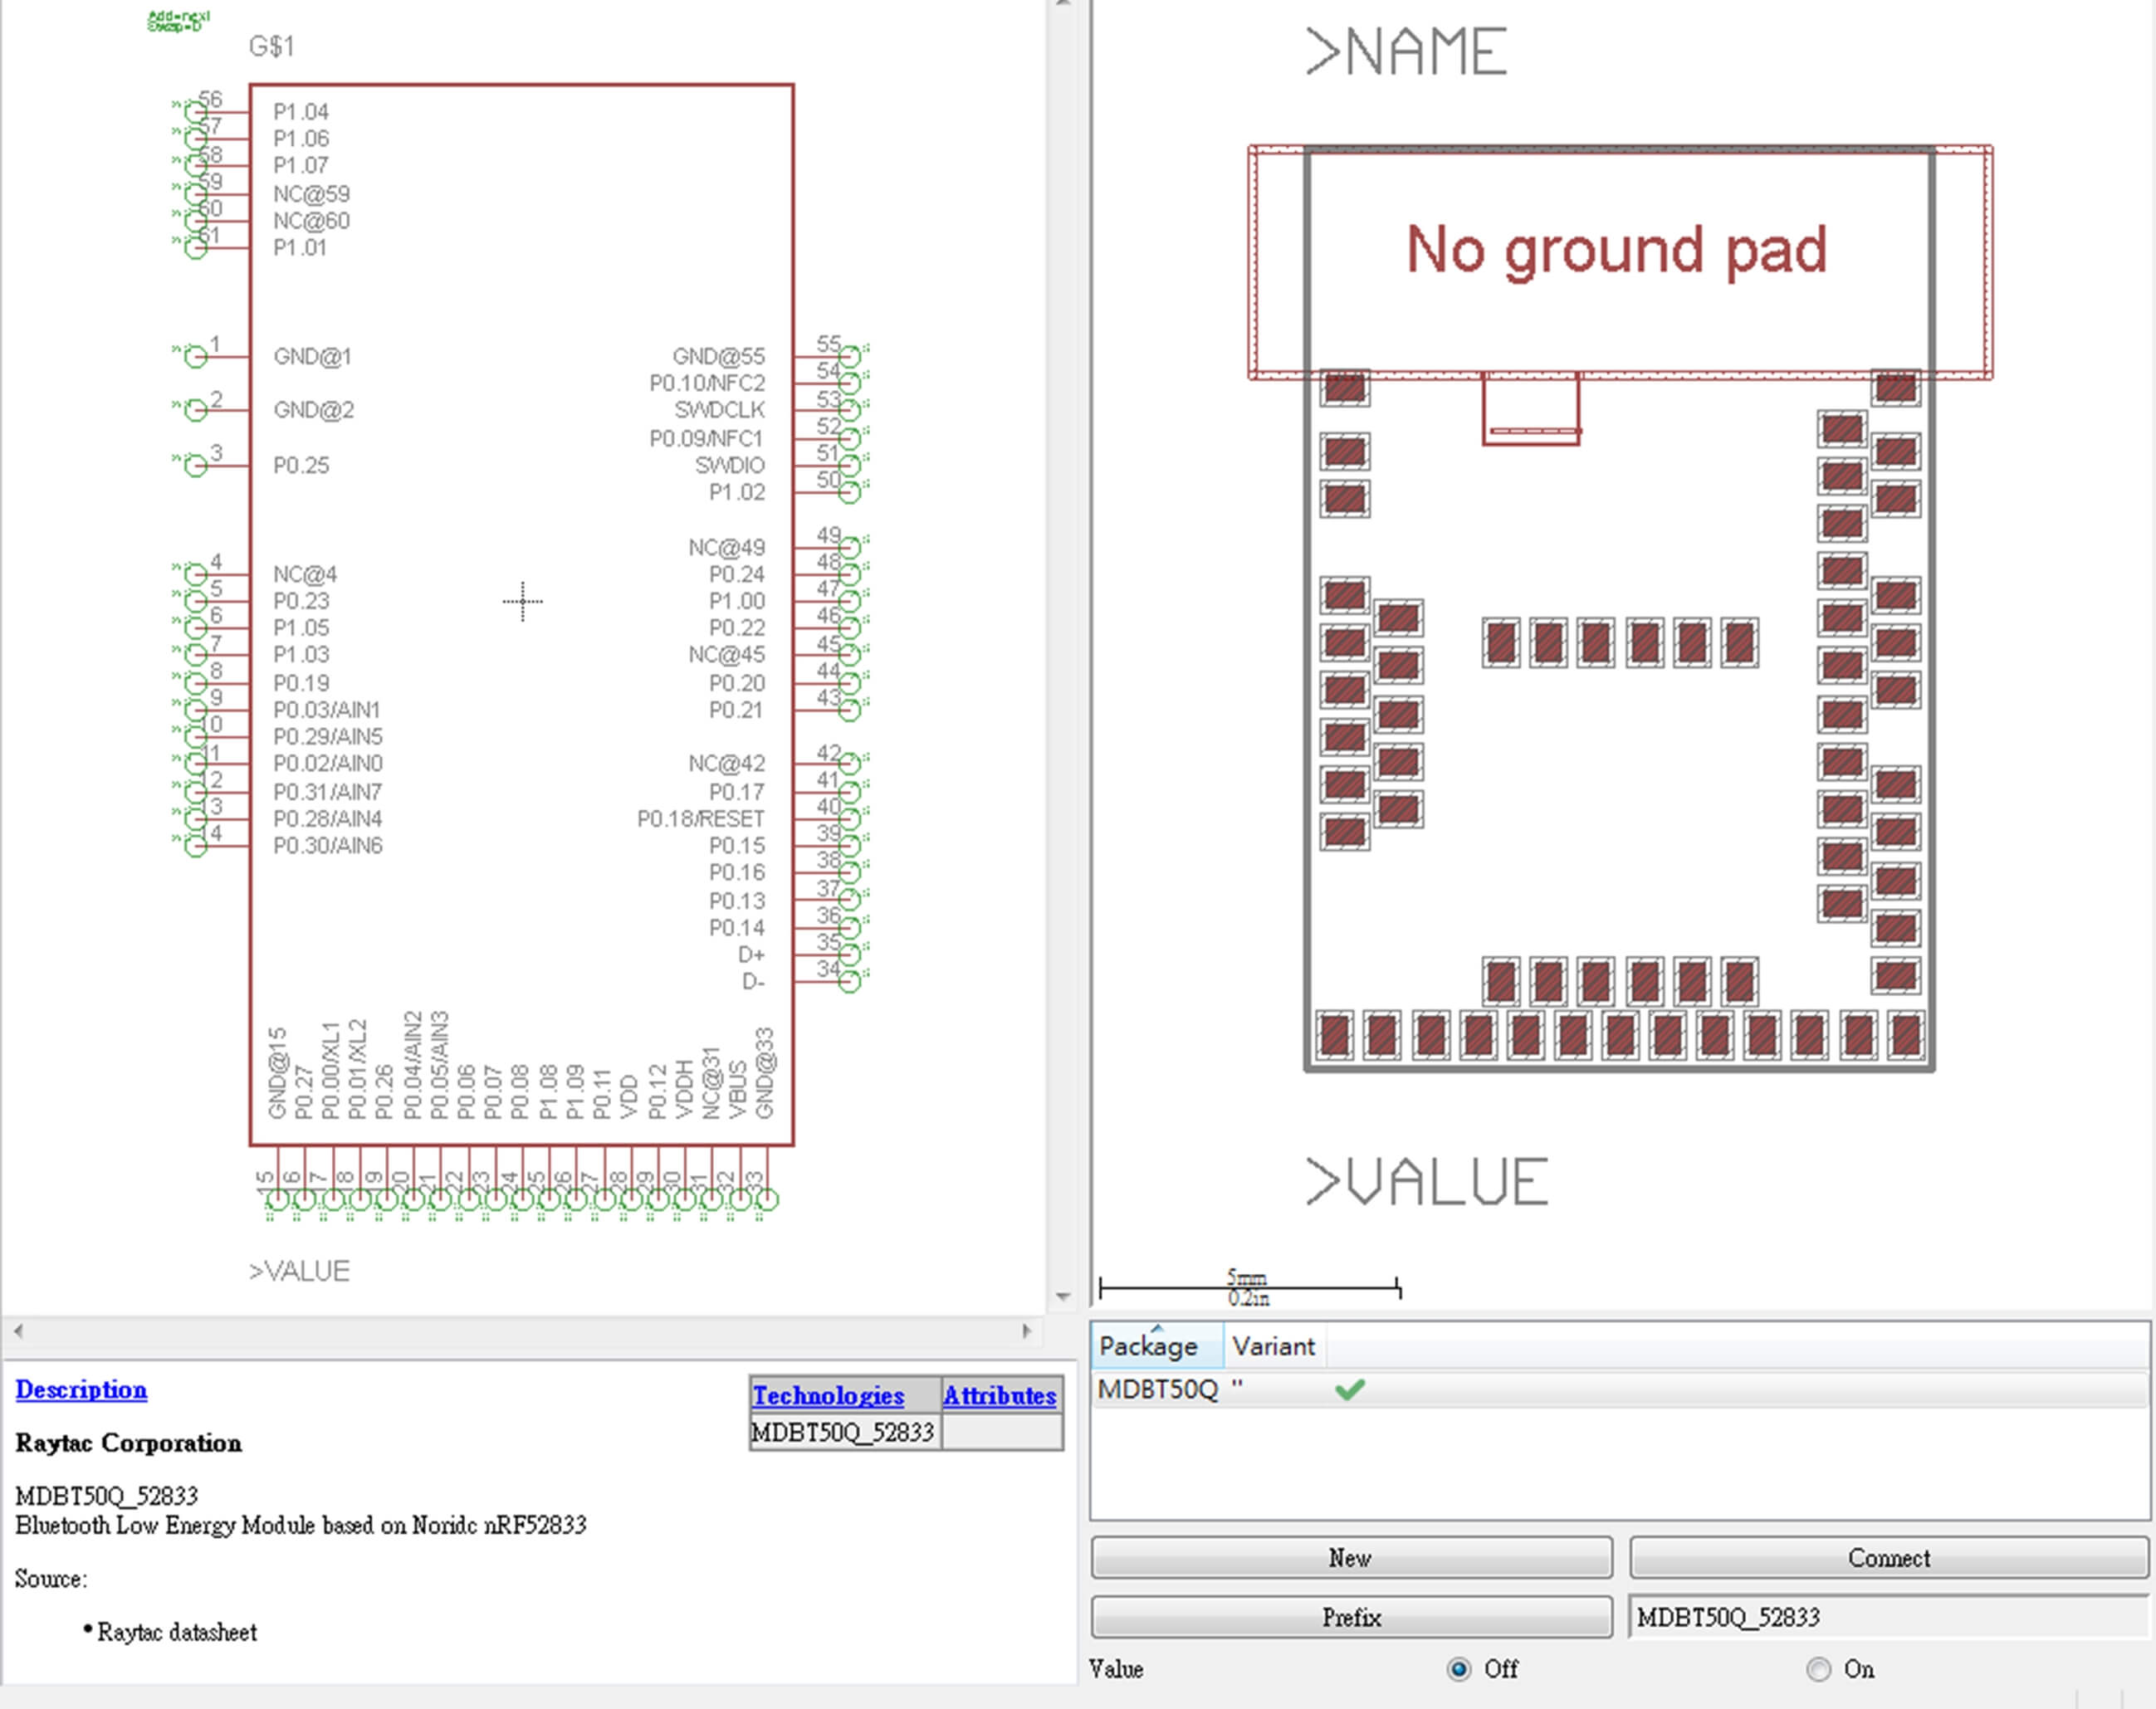 Add=next
Swap=0
G$1
56 P1.04
57 P1.06
58 P1.07
59 NC@59
60 NC@60
61 P1.01
1 GND@1
2 GND@2
3 P0.25
4 NC@4
5 P0.23
6 P1.05
7 P1.03
8 P0.19
9 P0.03/AIN1
10 P0.29/AIN5
11 P0.02/AIN0
12 P0.31/AIN7
13 P0.28/AIN4
14 P0.30/AIN6
GND@55 55
P0.10/NFC2 54
SWDCLK 53
P0.09/NFC1 52
SWDIO 51
P1.02 50
NC@49 49
P0.24 48
P1.00 47
P0.22 46
NC@45 45
P0.20 44
P0.21 43
NC@42 42
P0.17 41
P0.18/RESET 40
P0.15 39
P0.16 38
P0.13 37
P0.14 36
D+ 35
D- 34
GND@15 15
P0.27 16
P0.00/XL1 17
P0.01/XL2 18
P0.26 19
P0.04/AIN2 20
P0.05/AIN3 21
P0.06 22
P0.07 23
P0.08 24
P1.08 25
P1.09 26
P0.11 27
VDD 28
P0.12 29
VDDH 30
NC@31 31
VBUS 32
GND@33 33
>VALUE
>NAME
No ground pad
>VALUE
5mm
0.2in
Description
Raytac Corporation
MDBT50Q_52833
Bluetooth Low Energy Module based on Noridc nRF52833
Source:
• Raytac datasheet
Technologies Attributes
MDBT50Q_52833
Package Variant
MDBT50Q ''
New Connect
Prefix MDBT50Q_52833
Value Off On